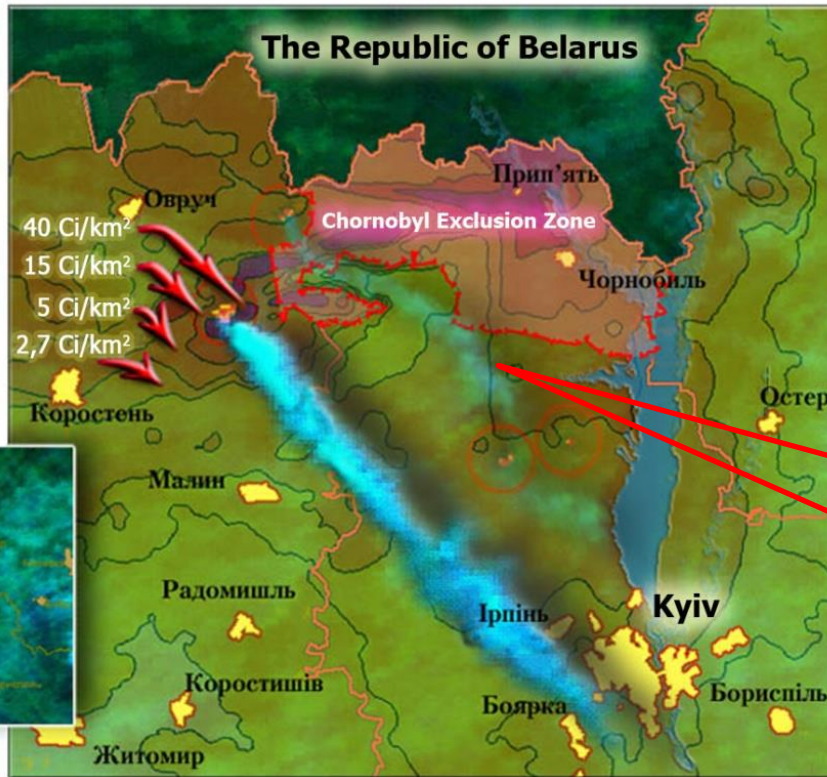 The Republic of Belarus
Прип’ять
Овруч
Chornobyl Exclusion Zone
40 Ci/km²
15 Ci/km²
Чорнобиль
5 Ci/km²
2,7 Ci/km²
Коростень
Остер
Малин
Радомишль
Ірпінь
Kyiv
Коростишів
Боярка
Бориспіль
Житомир